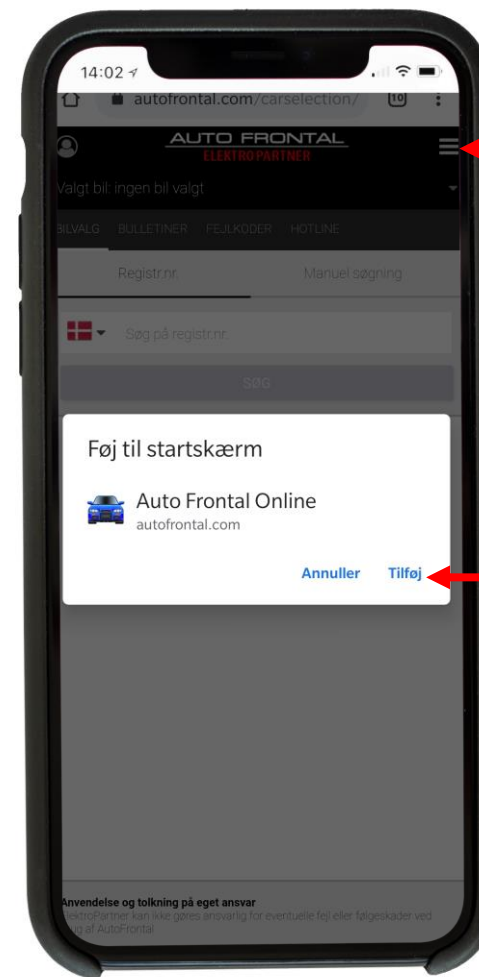 14:02
autofrontal.com/carselection/ 10
AUTO FRONTAL
ELEKTROPARTNER
Valgt bil: ingen bil valgt
BILVALG BULLETINER FEJLKODER HOTLINE
Registr.nr. Manuel søgning
Søg på registr.nr.
SØG
Føj til startskærm
Auto Frontal Online
autofrontal.com
Annuller Tilføj
Anvendelse og tolkning på eget ansvar
ElektroPartner kan ikke gøres ansvarlig for eventuelle fejl eller følgeskader ved
brug af AutoFrontal